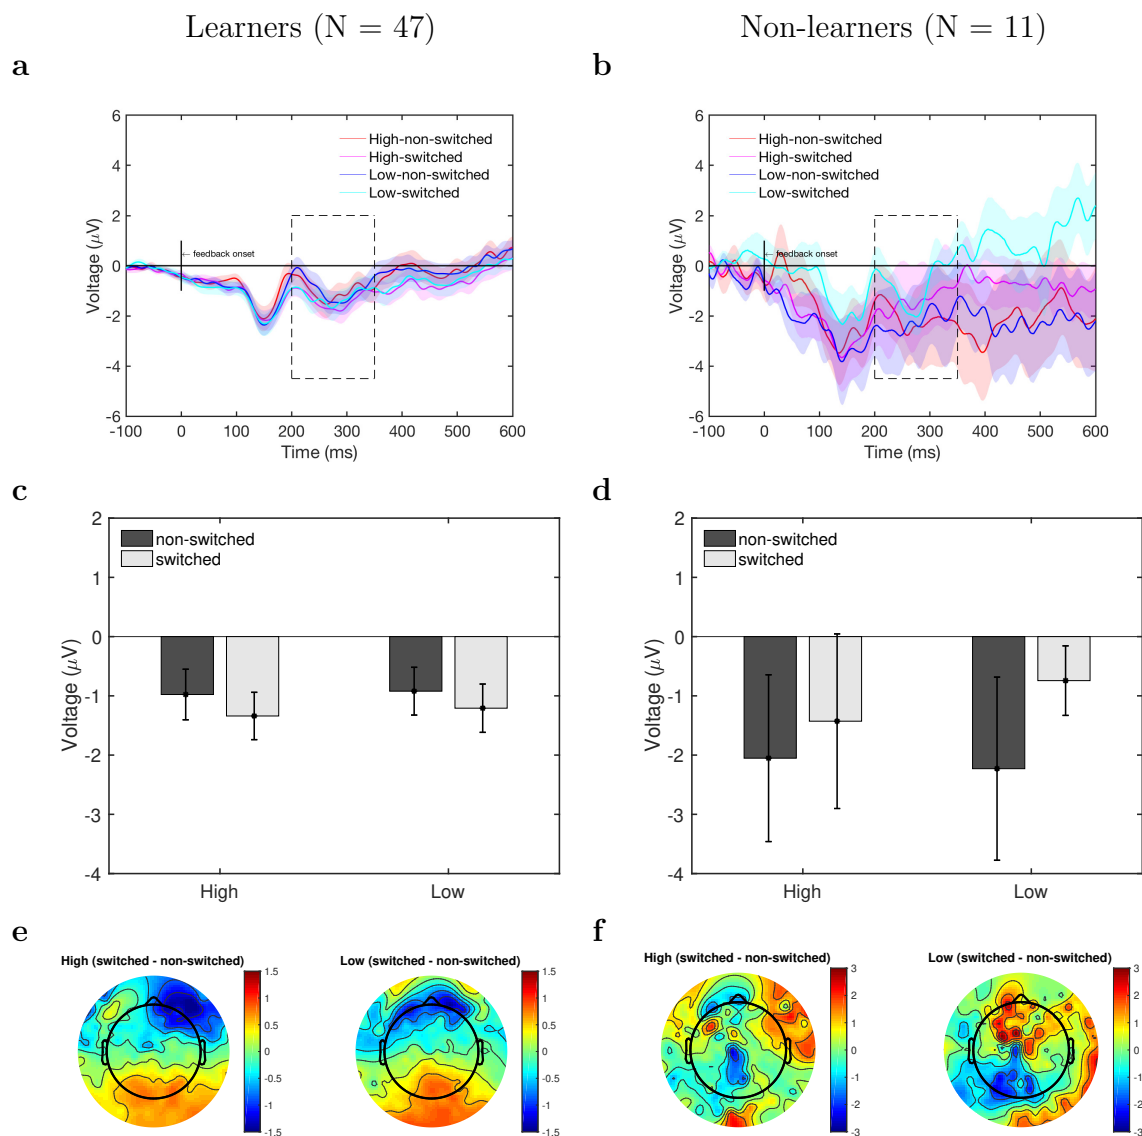 Learners (N = 47)
Non-learners (N = 11)
a
6
4
2
0
-2
-4
-6
Voltage (μV)
High-non-switched
High-switched
Low-non-switched
Low-switched
← feedback onset
-100 0 100 200 300 400 500 600
Time (ms)
b
6
4
2
0
-2
-4
-6
Voltage (μV)
High-non-switched
High-switched
Low-non-switched
Low-switched
← feedback onset
-100 0 100 200 300 400 500 600
Time (ms)
c
2
1
0
-1
-2
-3
-4
Voltage (μV)
non-switched
switched
High Low
d
2
1
0
-1
-2
-3
-4
Voltage (μV)
non-switched
switched
High Low
e
High (switched - non-switched)
1.5
1
0.5
0
-0.5
-1
-1.5
Low (switched - non-switched)
1.5
1
0.5
0
-0.5
-1
-1.5
f
High (switched - non-switched)
3
2
1
0
-1
-2
-3
Low (switched - non-switched)
3
2
1
0
-1
-2
-3